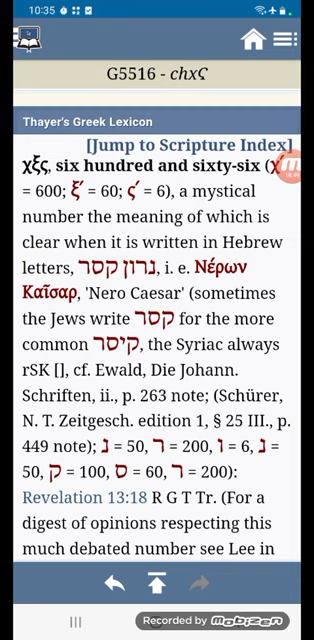 10:35
G5516 - chxϚ
Thayer's Greek Lexicon
[Jump to Scripture Index]
χξς, six hundred and sixty-six (χʹ
= 600; ξʹ = 60; ϛʹ = 6), a mystical
number the meaning of which is
clear when it is written in Hebrew
letters, נרון קסר, i. e. Νέρων
Καῖσαρ, 'Nero Caesar' (sometimes
the Jews write קסר for the more
common קיסר, the Syriac always
rSK [], cf. Ewald, Die Johann.
Schriften, ii., p. 263 note; (Schürer,
N. T. Zeitgesch. edition 1, § 25 III., p.
449 note); נ = 50, ר = 200, ו = 6, נ =
50, ק = 100, ס = 60, ר = 200):
Revelation 13:18 R G T Tr. (For a
digest of opinions respecting this
much debated number see Lee in
Recorded by mobizen